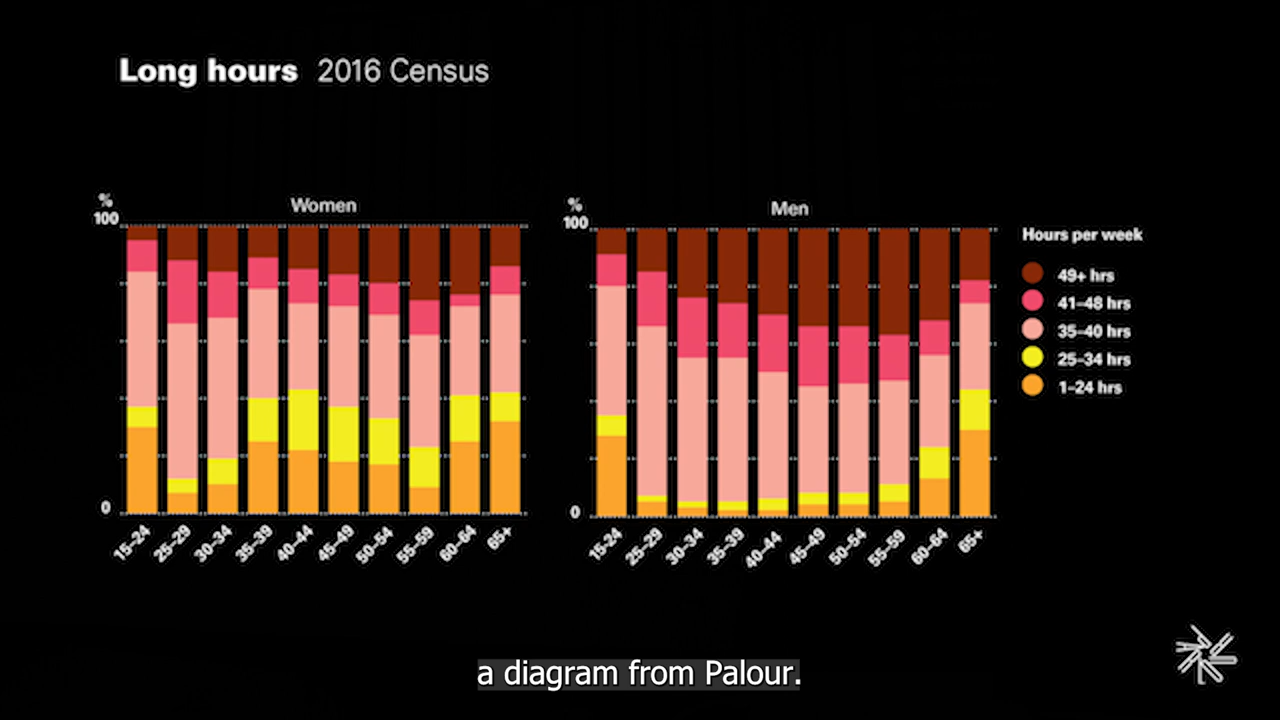 Long hours 2016 Census
Women
%
100
0
15–24 25–29 30–34 35–39 40–44 45–49 50–54 55–59 60–64 65+
Men
%
100
0
15-24 25–29 30–34 35–39 40–44 45–49 50–54 55–59 60–64 65+
Hours per week
49+ hrs
41–48 hrs
35–40 hrs
25–34 hrs
1–24 hrs
a diagram from Palour.